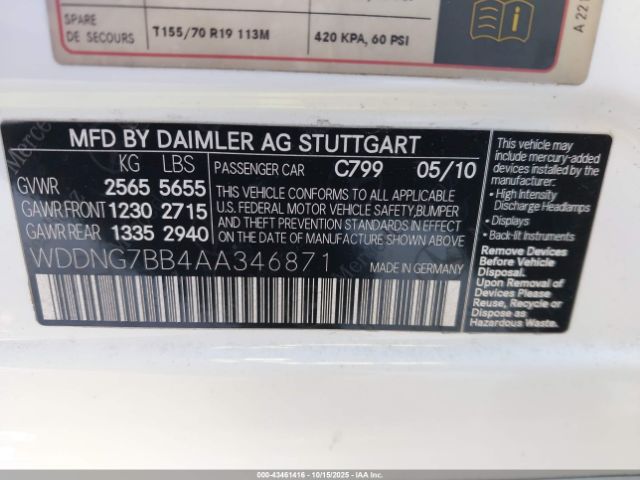 SPARE
DE SECOURS T155/70 R19 113M 420 KPA, 60 PSI
A 221
MFD BY DAIMLER AG STUTTGART
KG LBS PASSENGER CAR C799 05/10
GVWR 2565 5655
GAWR FRONT 1230 2715
GAWR REAR 1335 2940
THIS VEHICLE CONFORMS TO ALL APPLICABLE
U.S. FEDERAL MOTOR VEHICLE SAFETY, BUMPER
AND THEFT PREVENTION STANDARDS IN EFFECT
ON THE DATE OF MANUFACTURE SHOWN ABOVE.
WDDNG7BB4AA346871 MADE IN GERMANY
This vehicle may
include mercury-added
devices installed by the
manufacturer:
• High Intensity
Discharge Headlamps
• Displays
• Back-lit Instruments
Remove Devices
Before Vehicle
Disposal.
Upon Removal of
Devices Please
Reuse, Recycle or
Dispose as
Hazardous Waste.
000-43461416 - 10/15/2025 - IAA, Inc. Copyright